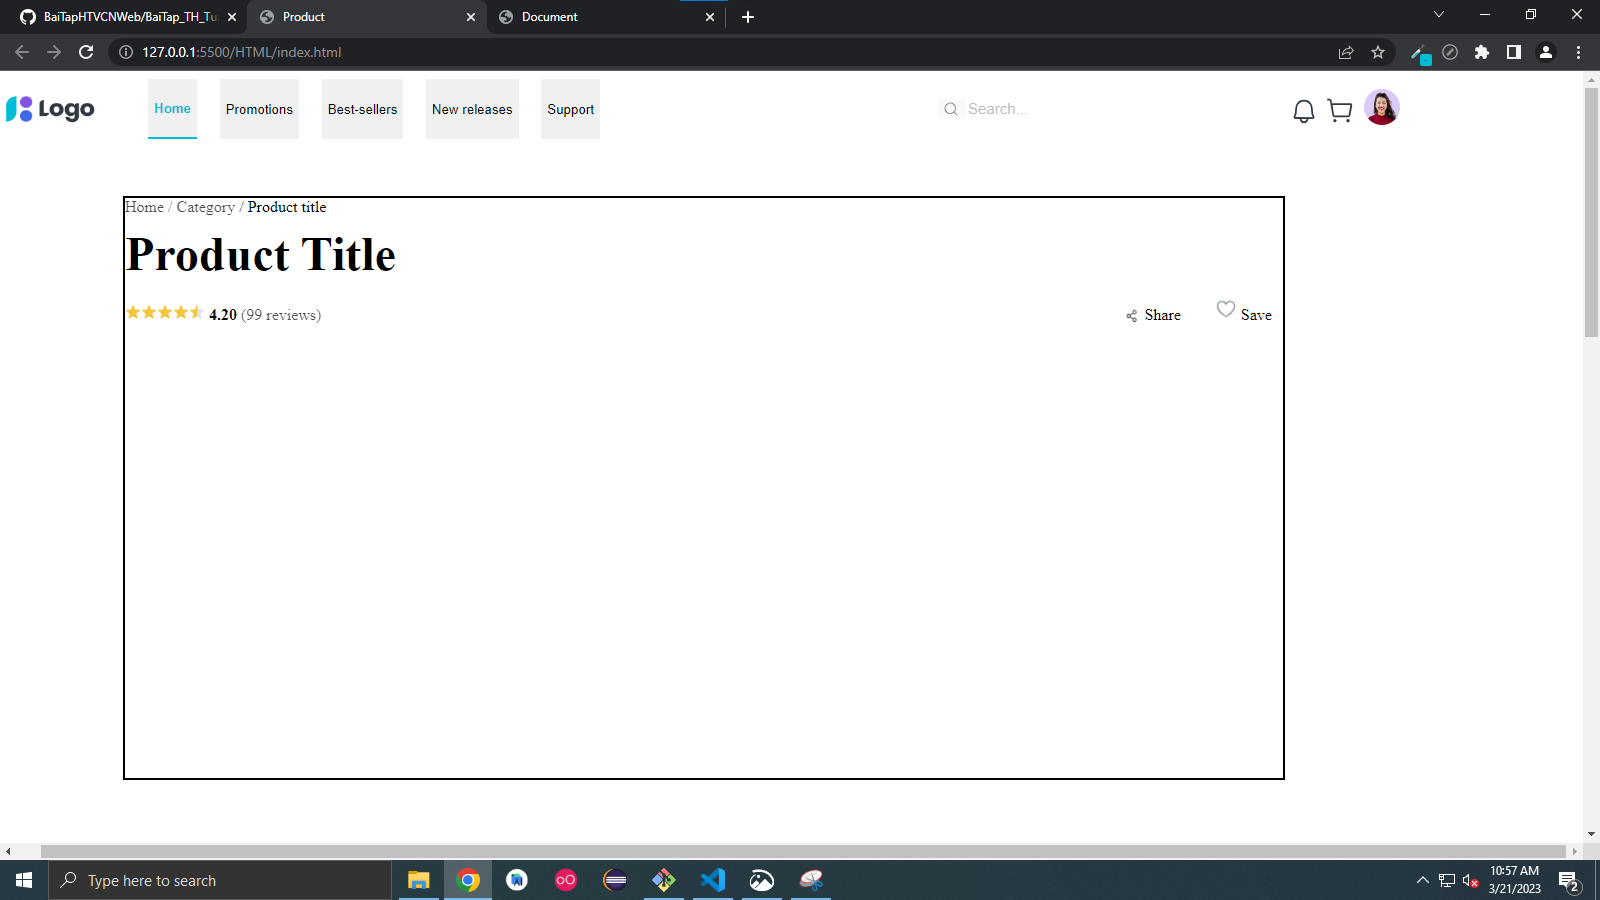 BaiTapHTVCNWeb/BaiTap_TH_Tu
Product
Document
127.0.0.1:5500/HTML/index.html
Logo
Home
Promotions
Best-sellers
New releases
Support
Search...
Home / Category / Product title
Product Title
4.20 (99 reviews)
Share
Save
Type here to search
10:57 AM
3/21/2023
2